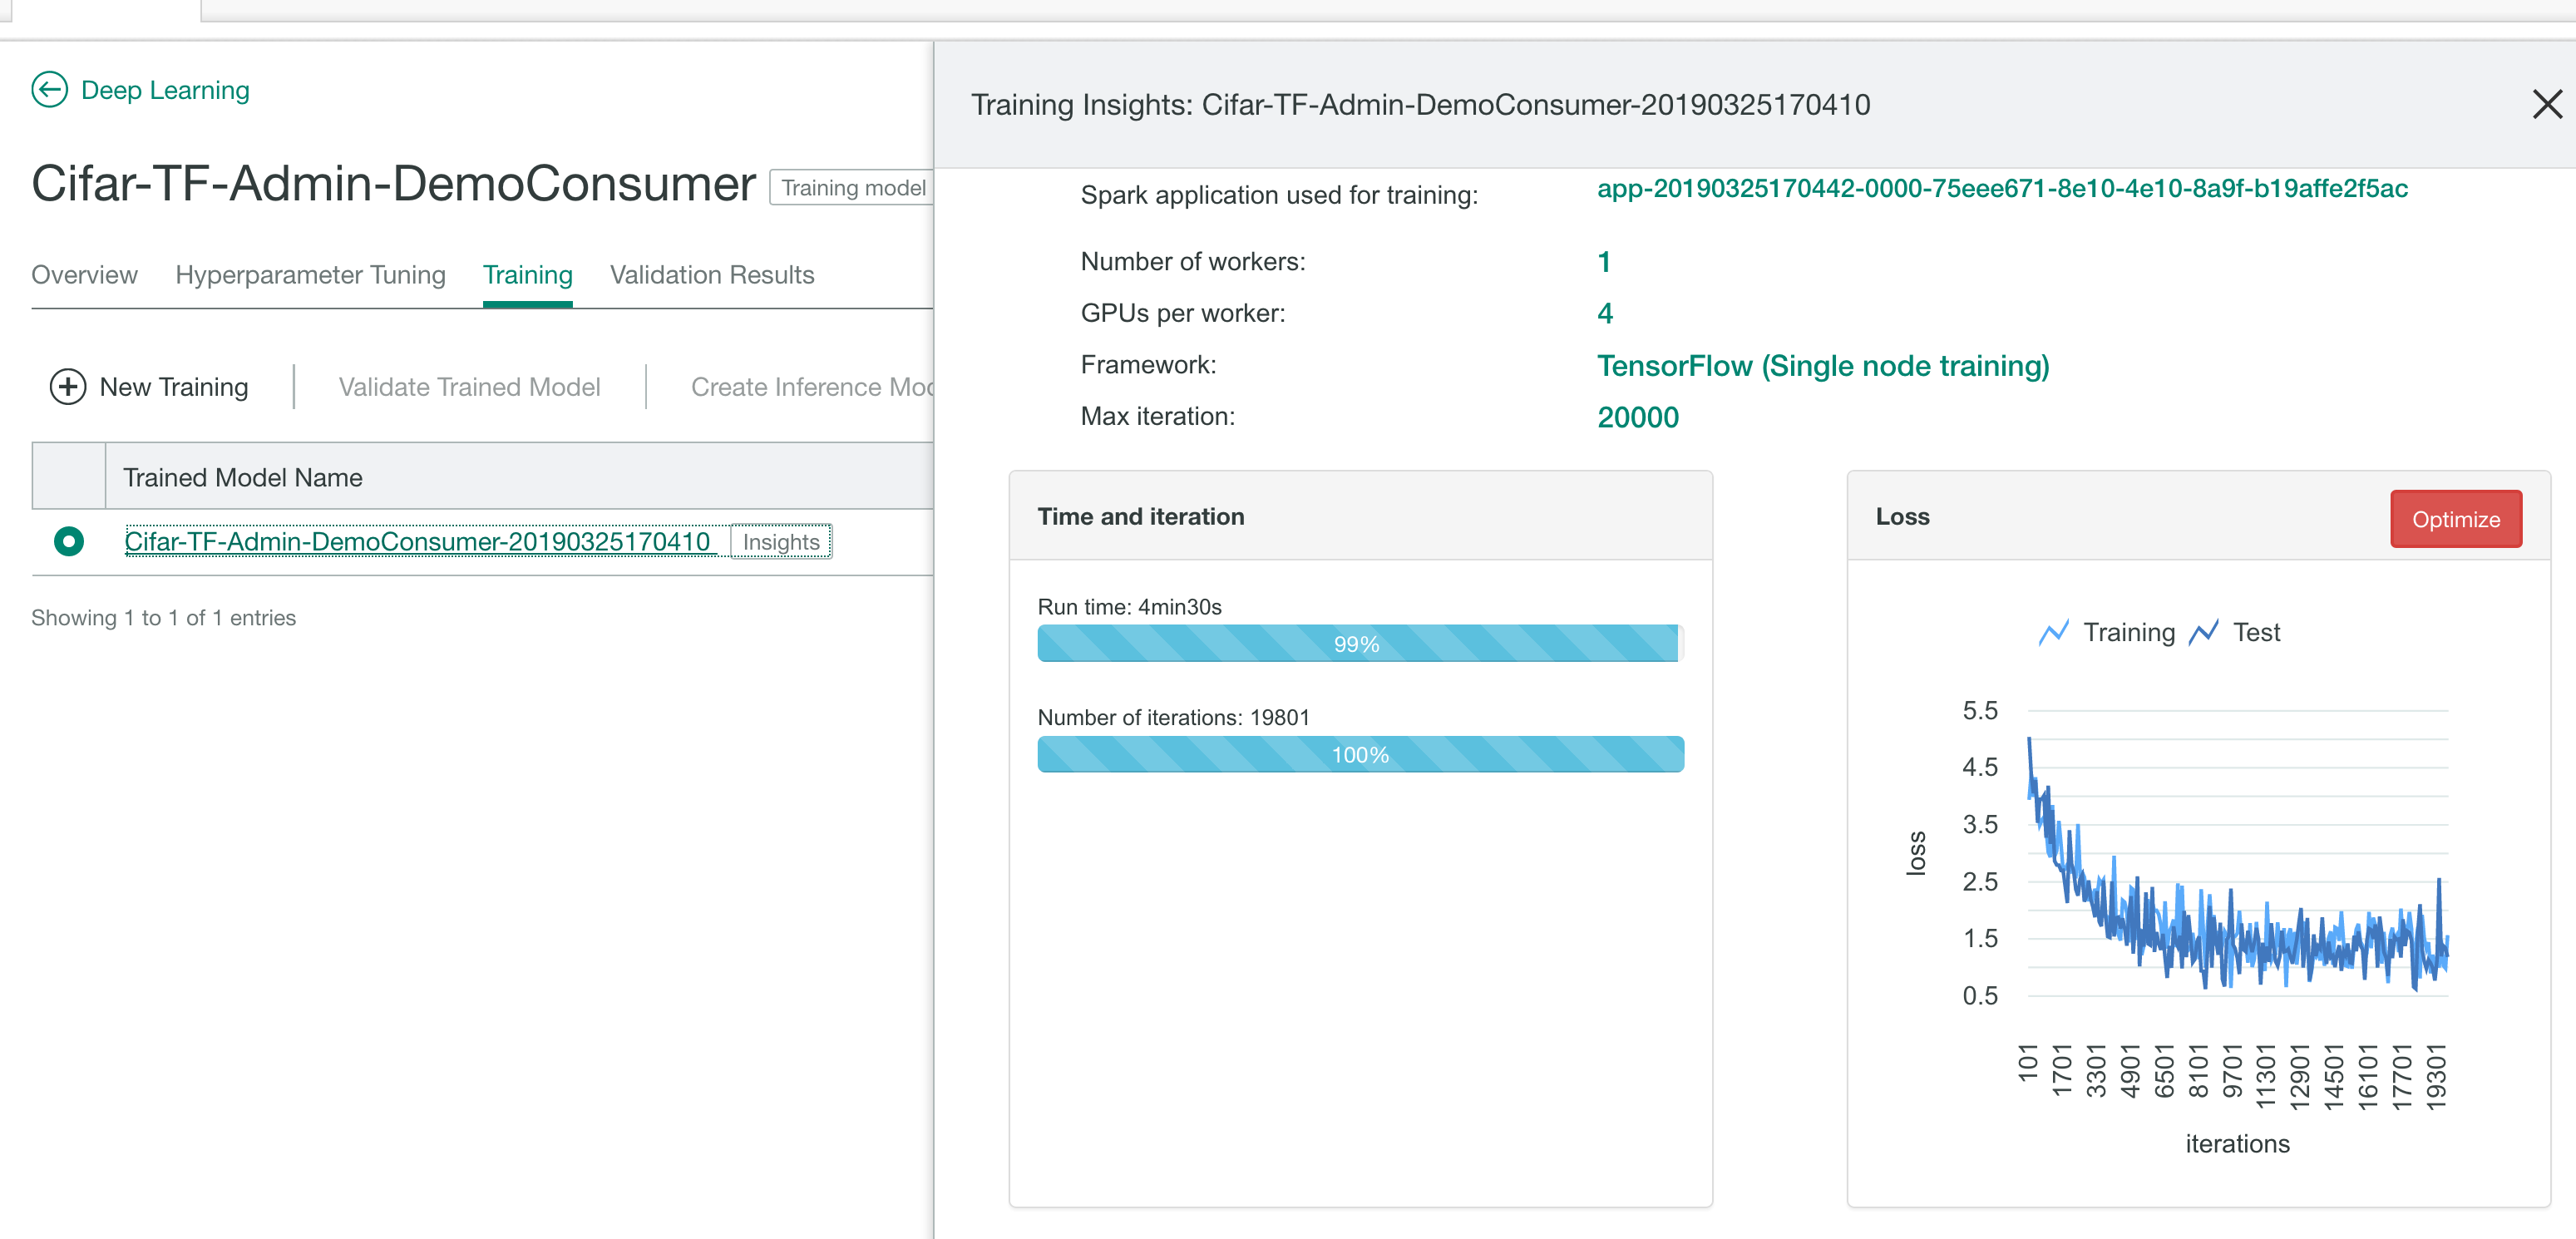 Deep Learning
Cifar-TF-Admin-DemoConsumer
Training model
Overview
Hyperparameter Tuning
Training
Validation Results
New Training
Validate Trained Model
Create Inference Mod
Trained Model Name
Cifar-TF-Admin-DemoConsumer-20190325170410
Insights
Showing 1 to 1 of 1 entries
Training Insights: Cifar-TF-Admin-DemoConsumer-20190325170410
Spark application used for training:
app-20190325170442-0000-75eee671-8e10-4e10-8a9f-b19affe2f5ac
Number of workers:
1
GPUs per worker:
4
Framework:
TensorFlow (Single node training)
Max iteration:
20000
Time and iteration
Run time: 4min30s
99%
Number of iterations: 19801
100%
Loss
Optimize
Training
Test
5.5
4.5
3.5
2.5
1.5
0.5
loss
101
1701
3301
4901
6501
8101
9701
11301
12901
14501
16101
17701
19301
iterations